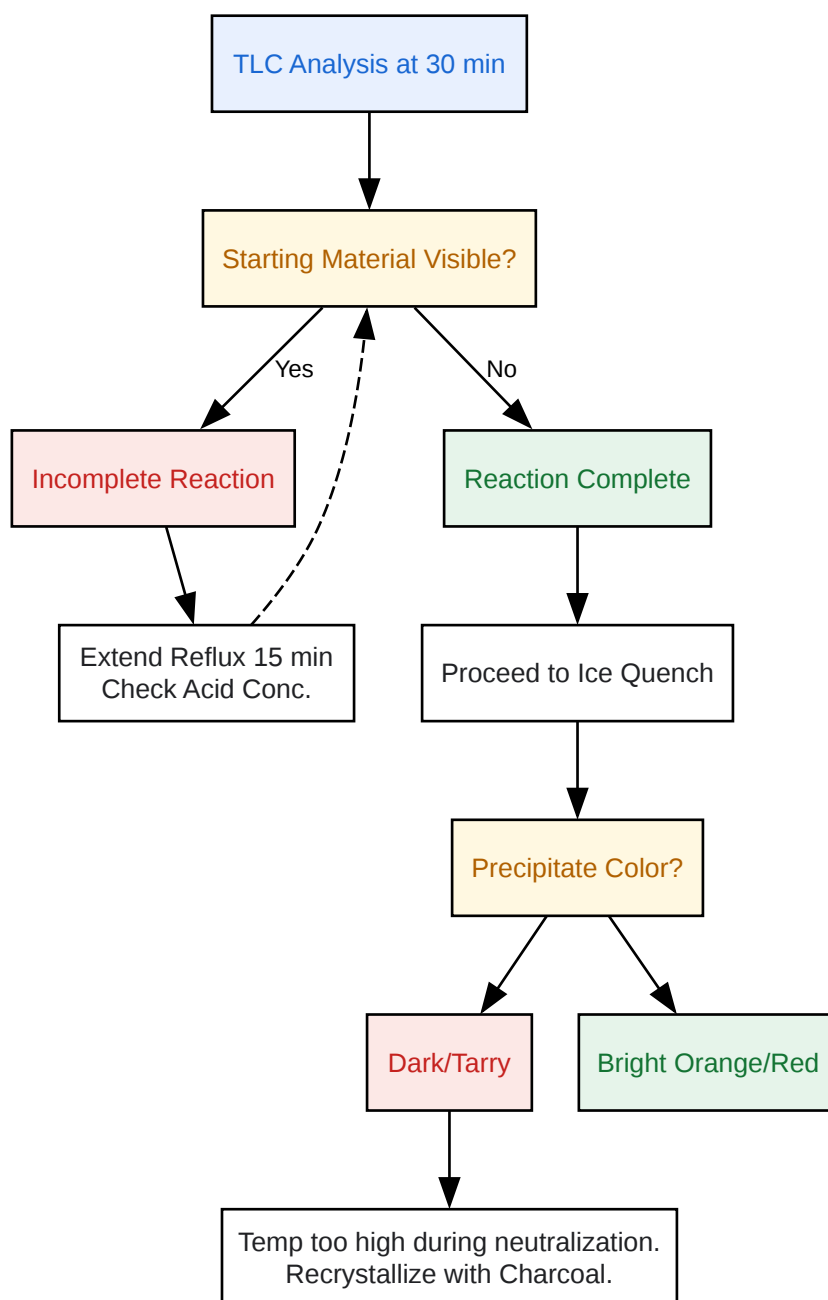 TLC Analysis at 30 min
Starting Material Visible?
Yes
No
Incomplete Reaction
Reaction Complete
Extend Reflux 15 min
Check Acid Conc.
Proceed to Ice Quench
Precipitate Color?
Dark/Tarry
Bright Orange/Red
Temp too high during neutralization.
Recrystallize with Charcoal.